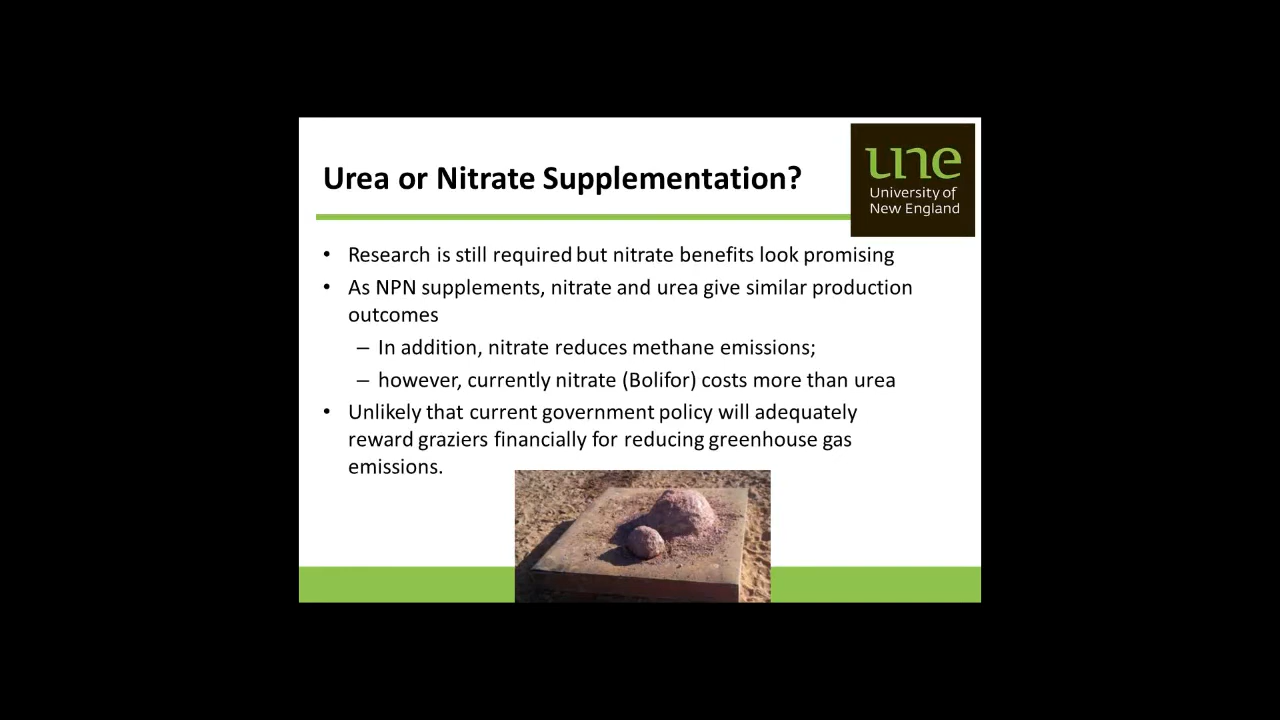 Urea or Nitrate Supplementation?
une
University of
New England
• Research is still required but nitrate benefits look promising
• As NPN supplements, nitrate and urea give similar production
outcomes
– In addition, nitrate reduces methane emissions;
– however, currently nitrate (Bolifor) costs more than urea
• Unlikely that current government policy will adequately
reward graziers financially for reducing greenhouse gas
emissions.